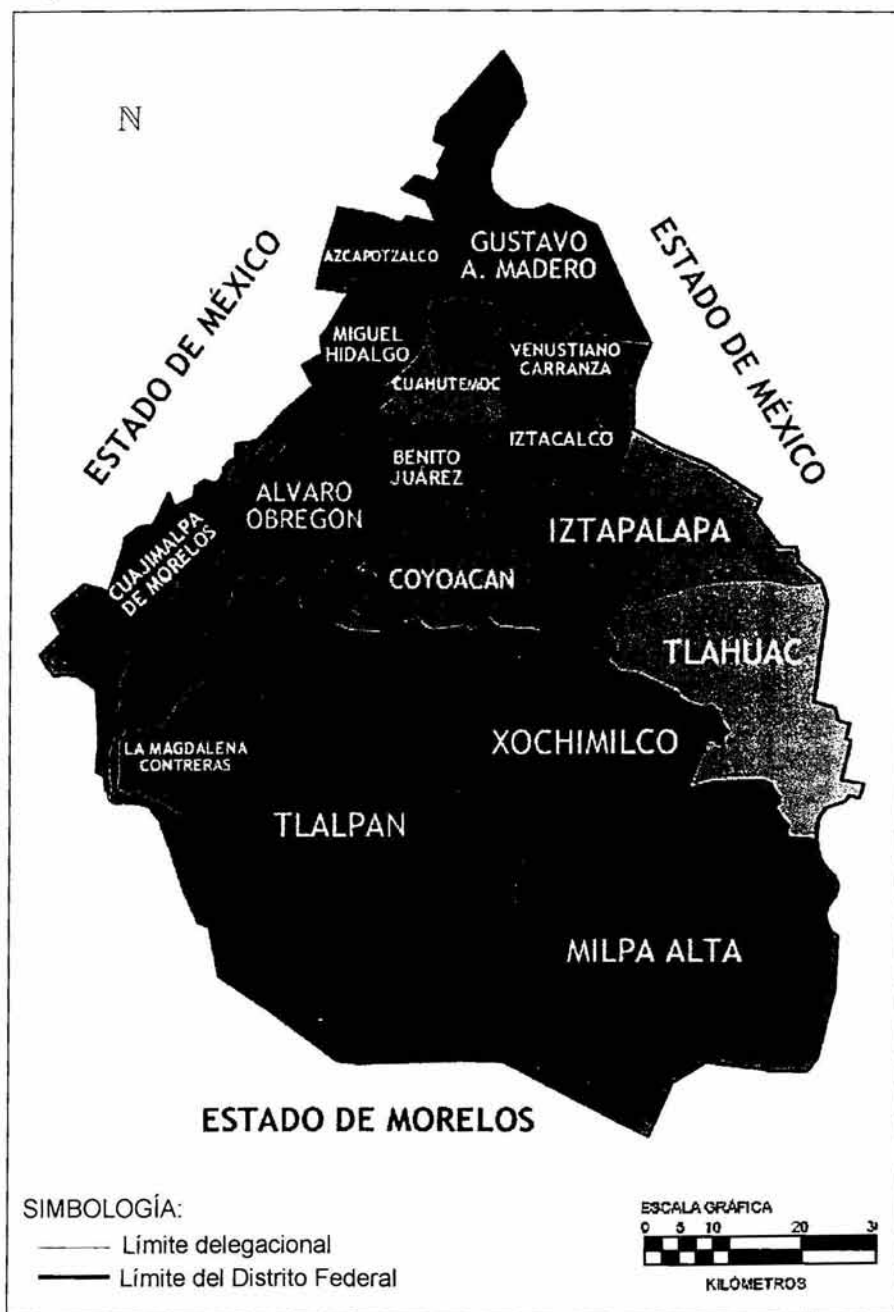 N
ESTADO DE MÉXICO
ESTADO DE MÉXICO
AZCAPOTZALCO
GUSTAVO
A. MADERO
MIGUEL
HIDALGO
VENUSTIANO
CARRANZA
CUAHUTEMOC
IZTACALCO
BENITO
JUÁREZ
ALVARO
OBREGON
IZTAPALAPA
CUAJIMALPA
DE MORELOS
COYOACAN
TLAHUAC
LA MAGDALENA
CONTRERAS
XOCHIMILCO
TLALPAN
MILPA ALTA
ESTADO DE MORELOS
SIMBOLOGÍA:
Límite delegacional
Límite del Distrito Federal
ESCALA GRÁFICA
0 5 10 20 30
KILÓMETROS